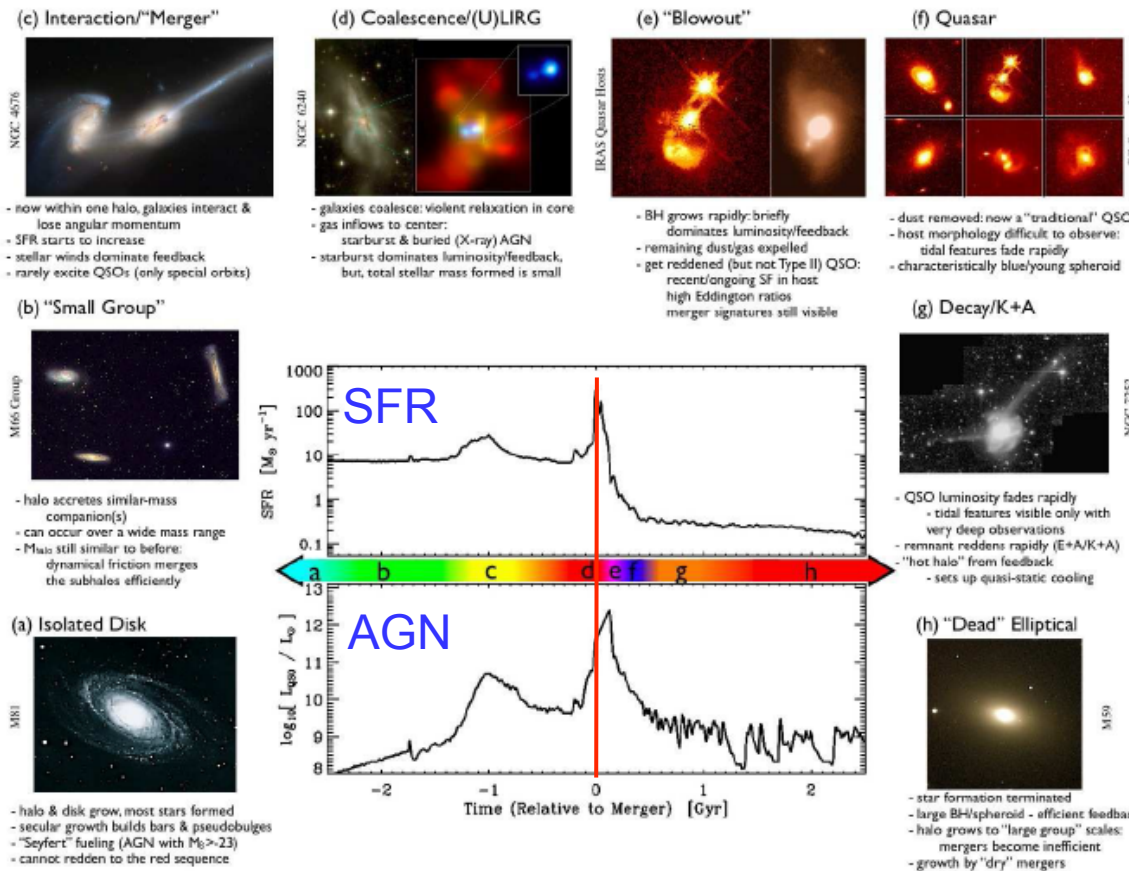 (c) Interaction/"Merger"
NGC 4676
- now within one halo, galaxies interact &
lose angular momentum
- SFR starts to increase
- stellar winds dominate feedback
- rarely excite QSOs (only special orbits)
(d) Coalescence/(U)LIRG
NGC 6240
- galaxies coalesce: violent relaxation in core
- gas inflows to center:
starburst & buried (X-ray) AGN
- starburst dominates luminosity/feedback,
but, total stellar mass formed is small
(e) "Blowout"
IRAS Quasar Hosts
- BH grows rapidly: briefly
dominates luminosity/feedback
- remaining dust/gas expelled
- get reddened (but not Type II) QSO:
recent/ongoing SF in host
high Eddington ratios
merger signatures still visible
(f) Quasar
- dust removed: now a "traditional" QSO
- host morphology difficult to observe:
tidal features fade rapidly
- characteristically blue/young spheroid
(b) "Small Group"
M66 Group
- halo accretes similar-mass
companion(s)
- can occur over a wide mass range
- Mhalo still similar to before:
dynamical friction merges
the subhalos efficiently
(a) Isolated Disk
M81
- halo & disk grow, most stars formed
- secular growth builds bars & pseudobulges
- "Seyfert" fueling (AGN with MB>-23)
- cannot redden to the red sequence
SFR
SFR [M⊙ yr⁻¹]
1000
100
10
1
0.1
a b c d e f g h
AGN
log10[ LQSO / L⊙ ]
13
12
11
10
9
8
-2 -1 0 1 2
Time (Relative to Merger) [Gyr]
(g) Decay/K+A
- QSO luminosity fades rapidly
- tidal features visible only with
very deep observations
- remnant reddens rapidly (E+A/K+A)
- "hot halo" from feedback
- sets up quasi-static cooling
(h) "Dead" Elliptical
M59
- star formation terminated
- large BH/spheroid - efficient
- halo grows to "large group" scales:
mergers become inefficient
- growth by "dry" mergers